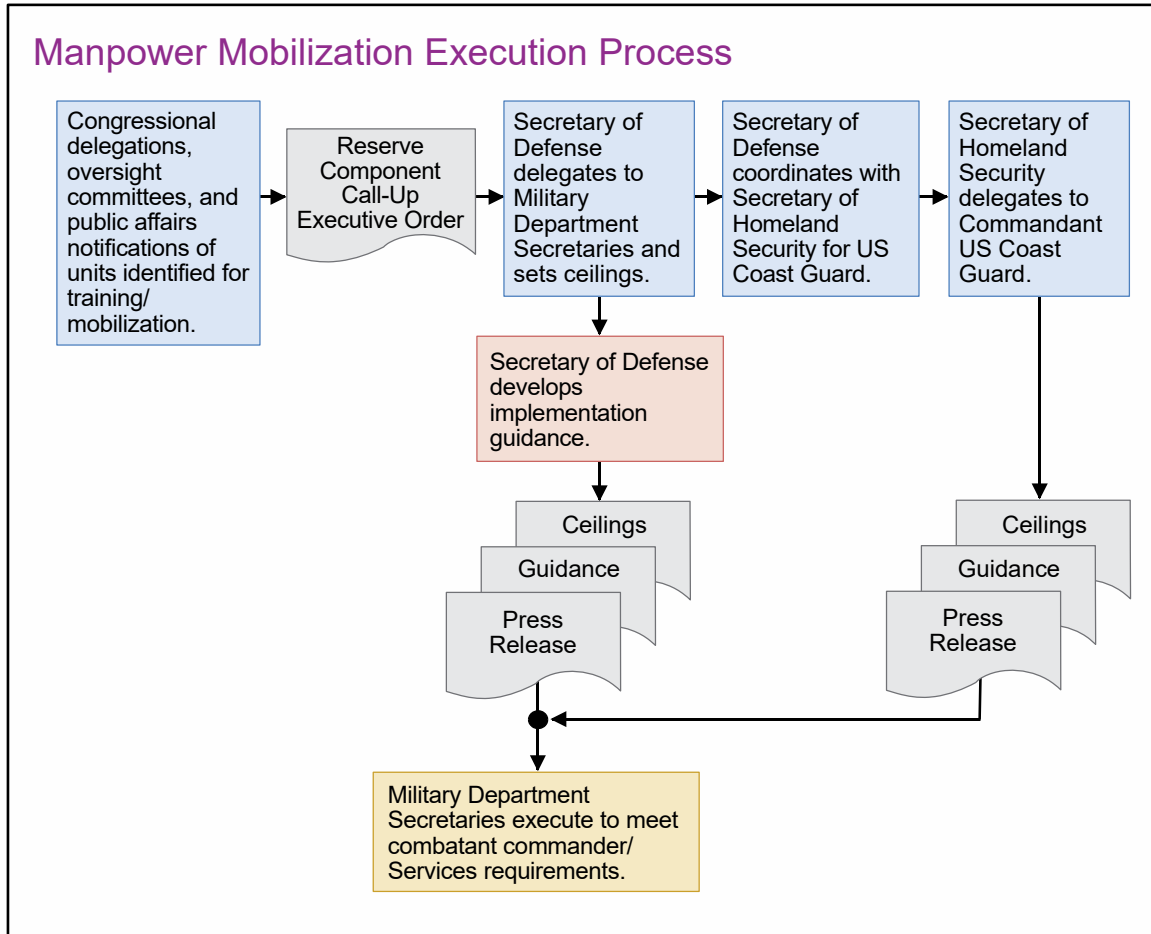 Manpower Mobilization Execution Process
Congressional
delegations,
oversight
committees, and
public affairs
notifications of
units identified for
training/
mobilization.
Reserve
Component
Call-Up
Executive Order
Secretary of
Defense
delegates to
Military
Department
Secretaries and
sets ceilings.
Secretary of
Defense
coordinates with
Secretary of
Homeland
Security for US
Coast Guard.
Secretary of
Homeland
Security
delegates to
Commandant
US Coast
Guard.
Secretary of Defense
develops
implementation
guidance.
Ceilings
Guidance
Press
Release
Ceilings
Guidance
Press
Release
Military Department
Secretaries execute to meet
combatant commander/
Services requirements.